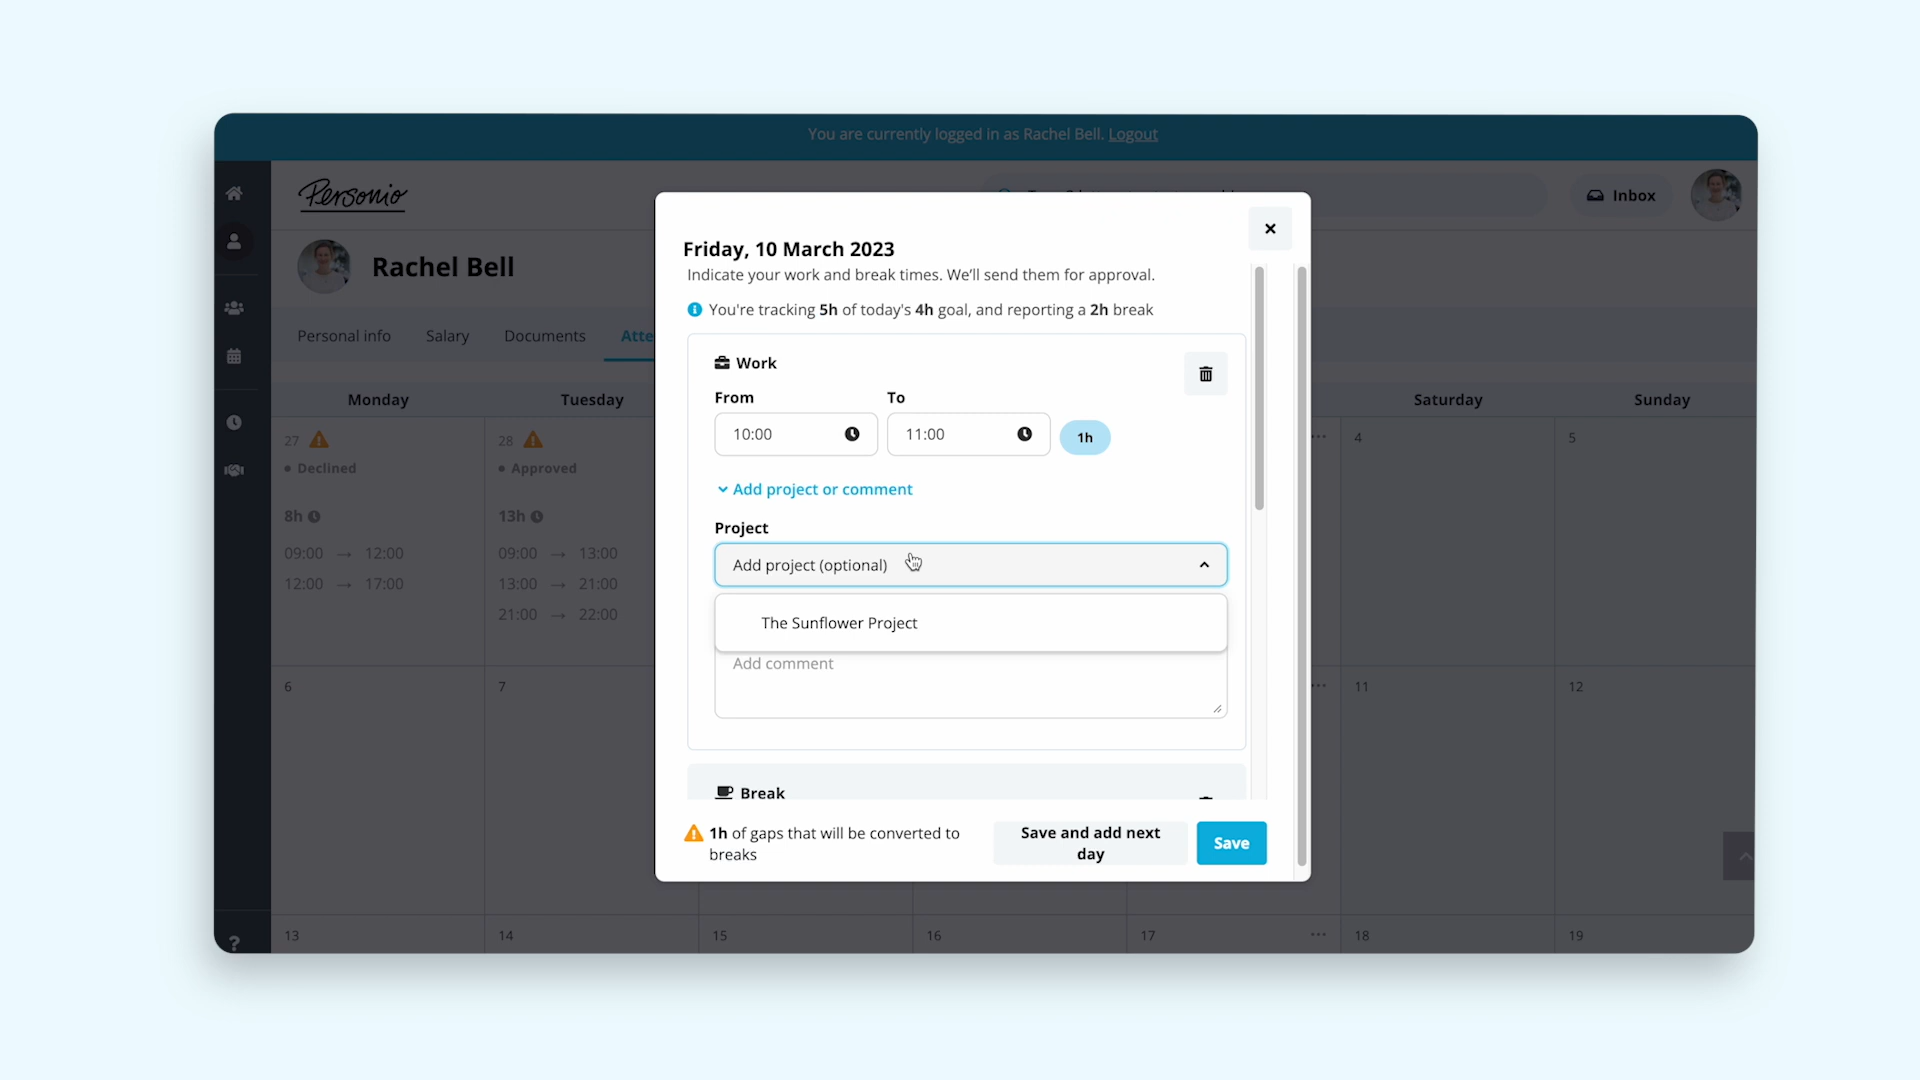 You are currently logged in as Rachel Bell. Logout
Personio
Inbox
Rachel Bell
Personal info Salary Documents Atte
Monday Tuesday Saturday Sunday
27
Declined
8h
09:00 → 12:00
12:00 → 17:00
28
Approved
13h
09:00 → 13:00
13:00 → 21:00
21:00 → 22:00
4
5
6
7
11
12
13
14
15
16
17
18
19
?
Friday, 10 March 2023
Indicate your work and break times. We'll send them for approval.
You're tracking 5h of today's 4h goal, and reporting a 2h break
Work
From To
10:00 11:00 1h
Add project or comment
Project
Add project (optional)
The Sunflower Project
Add comment
Break
1h of gaps that will be converted to
breaks
Save and add next
day
Save